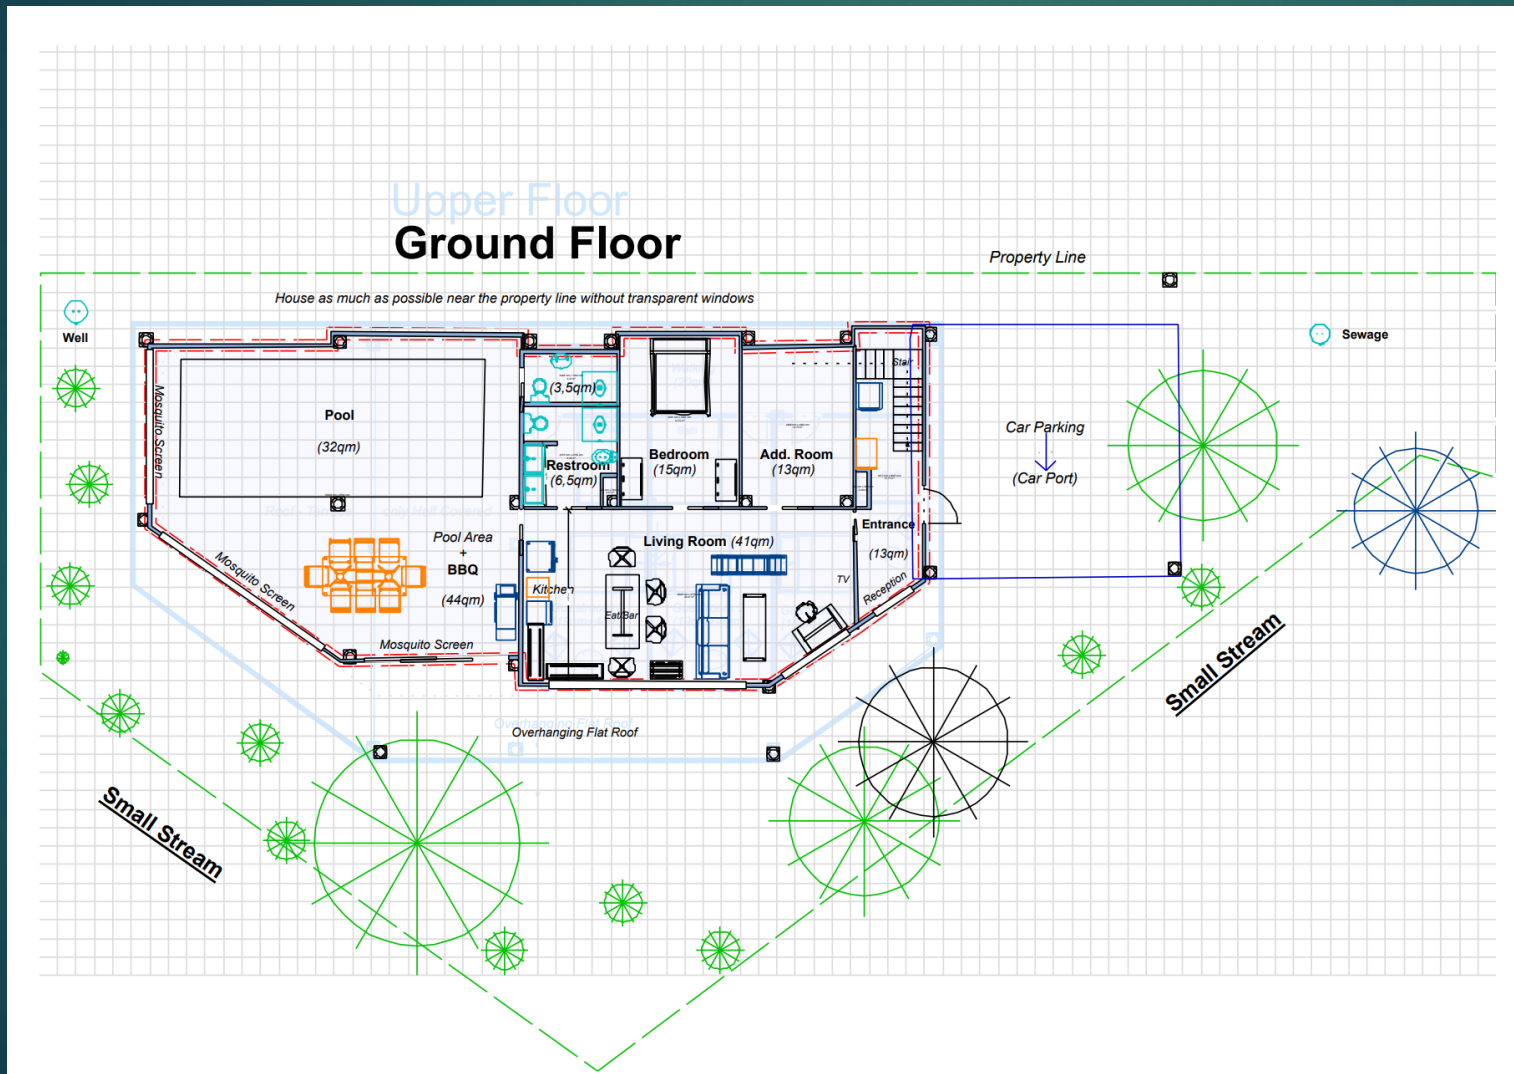 Upper Floor
Ground Floor
Property Line
House as much as possible near the property line without transparent windows
Well
Sewage
Stair
Mosquito Screen
(3,5qm)
Pool
(32qm)
Car Parking
(Car Port)
Restroom
(6,5qm)
Bedroom
(15qm)
Add. Room
(13qm)
Entrance
(13qm)
Living Room (41qm)
Pool Area
+
BBQ
(44qm)
Mosquito Screen
Kitchen
TV
Reception
Eat/Bar
Mosquito Screen
Small Stream
Overhanging Flat Roof
Overhanging Flat Roof
Small Stream